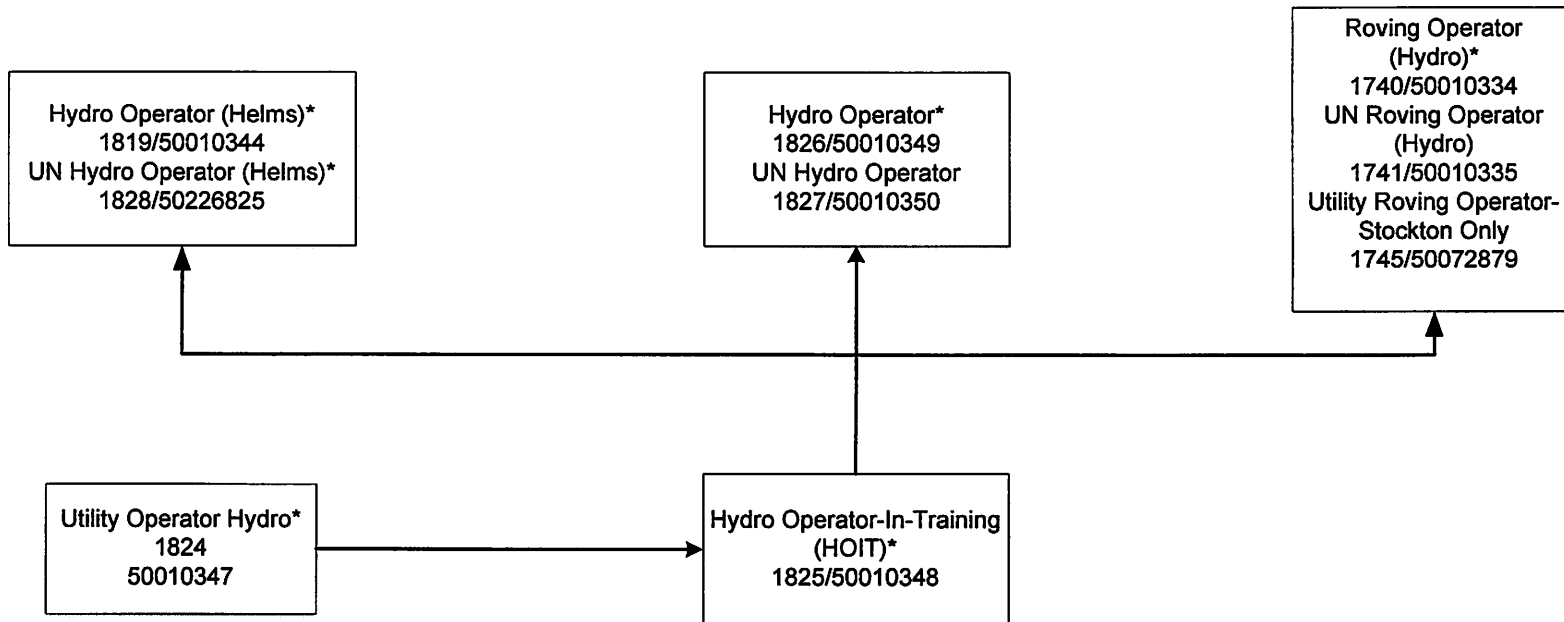 Hydro Operator (Helms)*
1819/50010344
UN Hydro Operator (Helms)*
1828/50226825
Hydro Operator*
1826/50010349
UN Hydro Operator
1827/50010350
Roving Operator
(Hydro)*
1740/50010334
UN Roving Operator
(Hydro)
1741/50010335
Utility Roving Operator-
Stockton Only
1745/50072879
Utility Operator Hydro*
1824
50010347
Hydro Operator-In-Training
(HOIT)*
1825/50010348